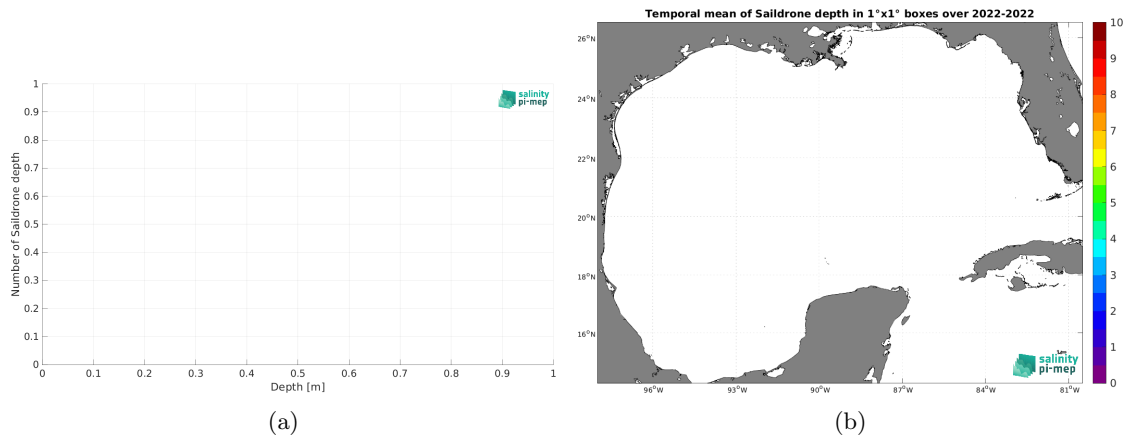 1
0.9
0.8
0.7
0.6
0.5
0.4
0.3
0.2
0.1
0
Number of Saildrone depth
0 0.1 0.2 0.3 0.4 0.5 0.6 0.7 0.8 0.9 1
Depth [m]
salinity
pi-mep
(a)
Temporal mean of Saildrone depth in 1°x1° boxes over 2022-2022
26°N
24°N
22°N
20°N
18°N
16°N
96°W 93°W 90°W 87°W 84°W 81°W
salinity
pi-mep
10
9
8
7
6
5
4
3
2
1
0
(b)